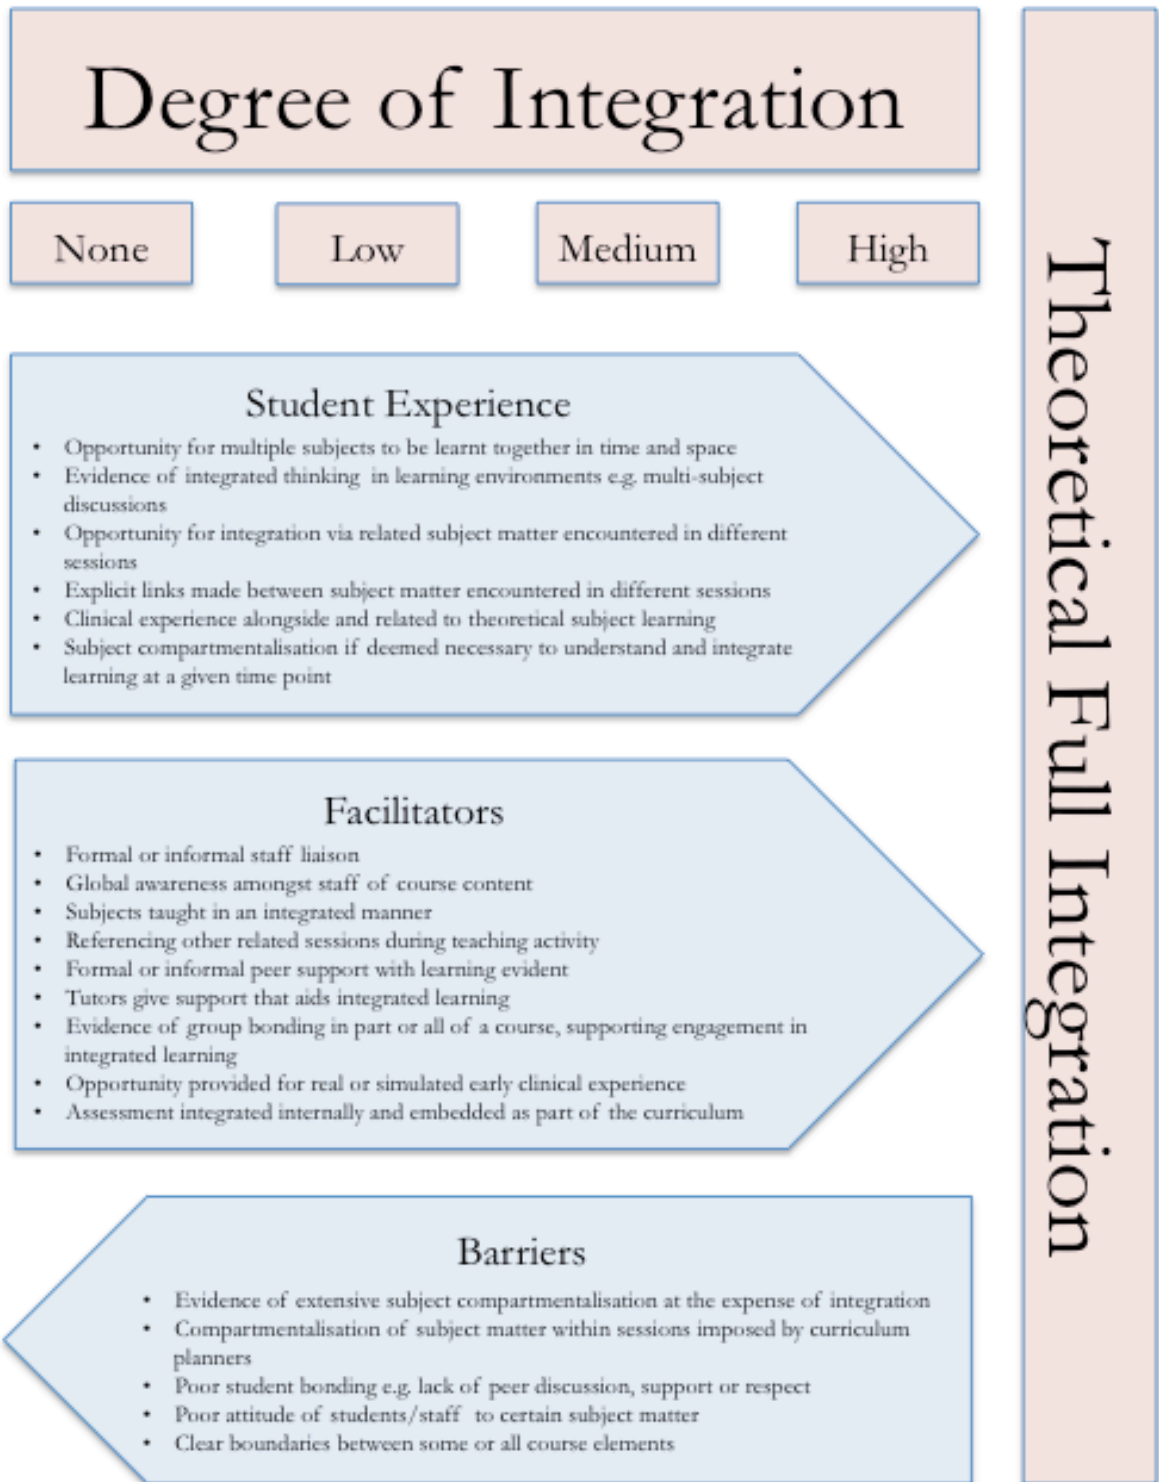 Degree of Integration
None
Low
Medium
High
Student Experience
• Opportunity for multiple subjects to be learnt together in time and space
• Evidence of integrated thinking in learning environments e.g. multi-subject
discussions
• Opportunity for integration via related subject matter encountered in different
sessions
• Explicit links made between subject matter encountered in different sessions
• Clinical experience alongside and related to theoretical subject learning
• Subject compartmentalisation if deemed necessary to understand and integrate
learning at a given time point
Facilitators
• Formal or informal staff liaison
• Global awareness amongst staff of course content
• Subjects taught in an integrated manner
• Referencing other related sessions during teaching activity
• Formal or informal peer support with learning evident
• Tutors give support that aids integrated learning
• Evidence of group bonding in part or all of a course, supporting engagement in
integrated learning
• Opportunity provided for real or simulated early clinical experience
• Assessment integrated internally and embedded as part of the curriculum
Barriers
• Evidence of extensive subject compartmentalisation at the expense of integration
• Compartmentalisation of subject matter within sessions imposed by curriculum
planners
• Poor student bonding e.g. lack of peer discussion, support or respect
• Poor attitude of students/staff to certain subject matter
• Clear boundaries between some or all course elements
Theoretical Full Integration